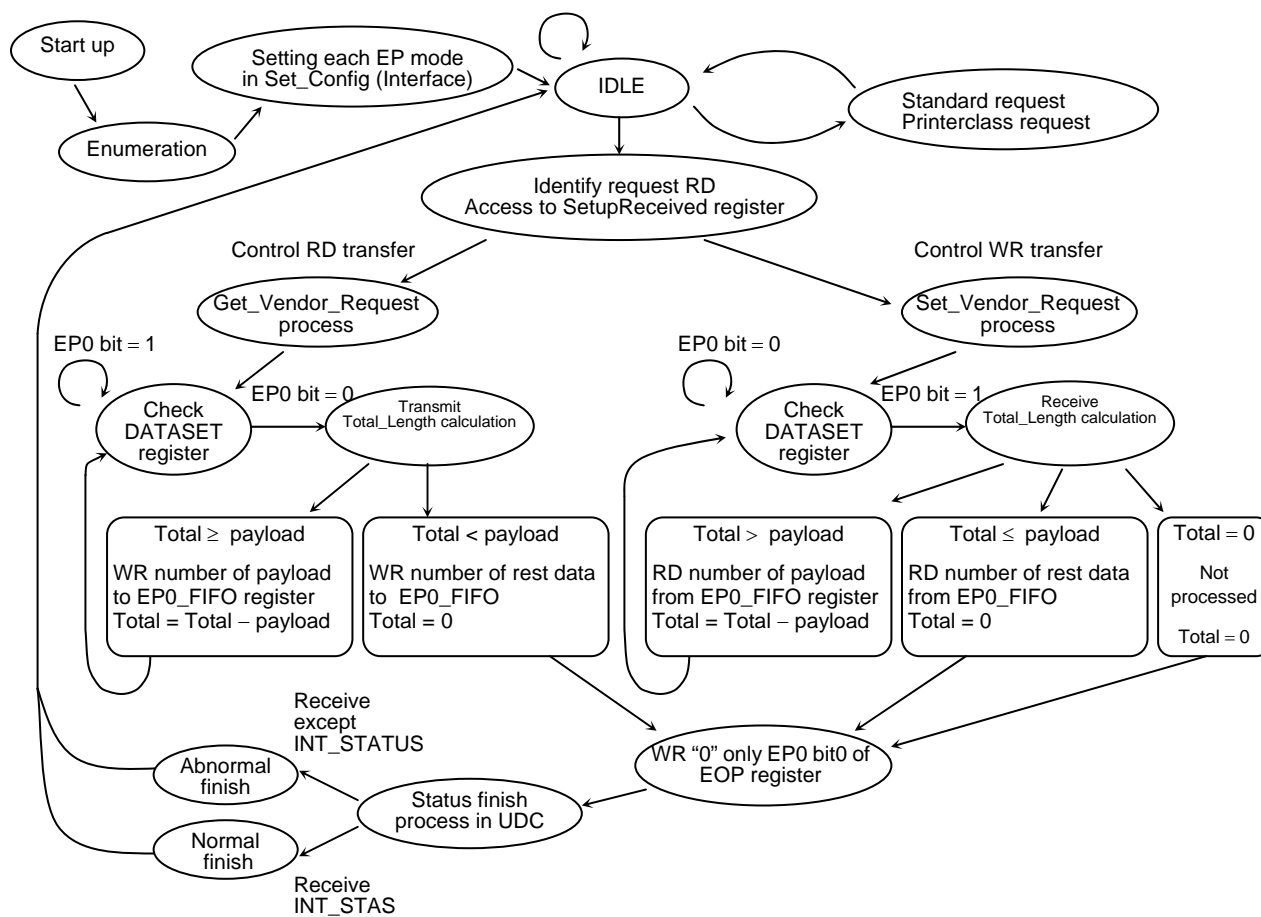 Start up
Setting each EP mode
in Set_Config (Interface)
IDLE
Standard request
Printerclass request
Enumeration
Identify request RD
Access to SetupReceived register
Control RD transfer
Control WR transfer
Get_Vendor_Request
process
Set_Vendor_Request
process
EP0 bit = 1
EP0 bit = 0
Check
DATASET
register
Transmit
Total_Length calculation
EP0 bit = 0
EP0 bit = 1
Check
DATASET
register
Receive
Total_Length calculation
Total ≥ payload
WR number of payload
to EP0_FIFO register
Total = Total − payload
Total < payload
WR number of rest data
to EP0_FIFO
Total = 0
Total > payload
RD number of payload
from EP0_FIFO register
Total = Total − payload
Total ≤ payload
RD number of rest data
from EP0_FIFO
Total = 0
Total = 0
Not
processed
Total = 0
Receive
except
INT_STATUS
WR “0” only EP0 bit0 of
EOP register
Abnormal
finish
Status finish
process in UDC
Normal
finish
Receive
INT_STAS